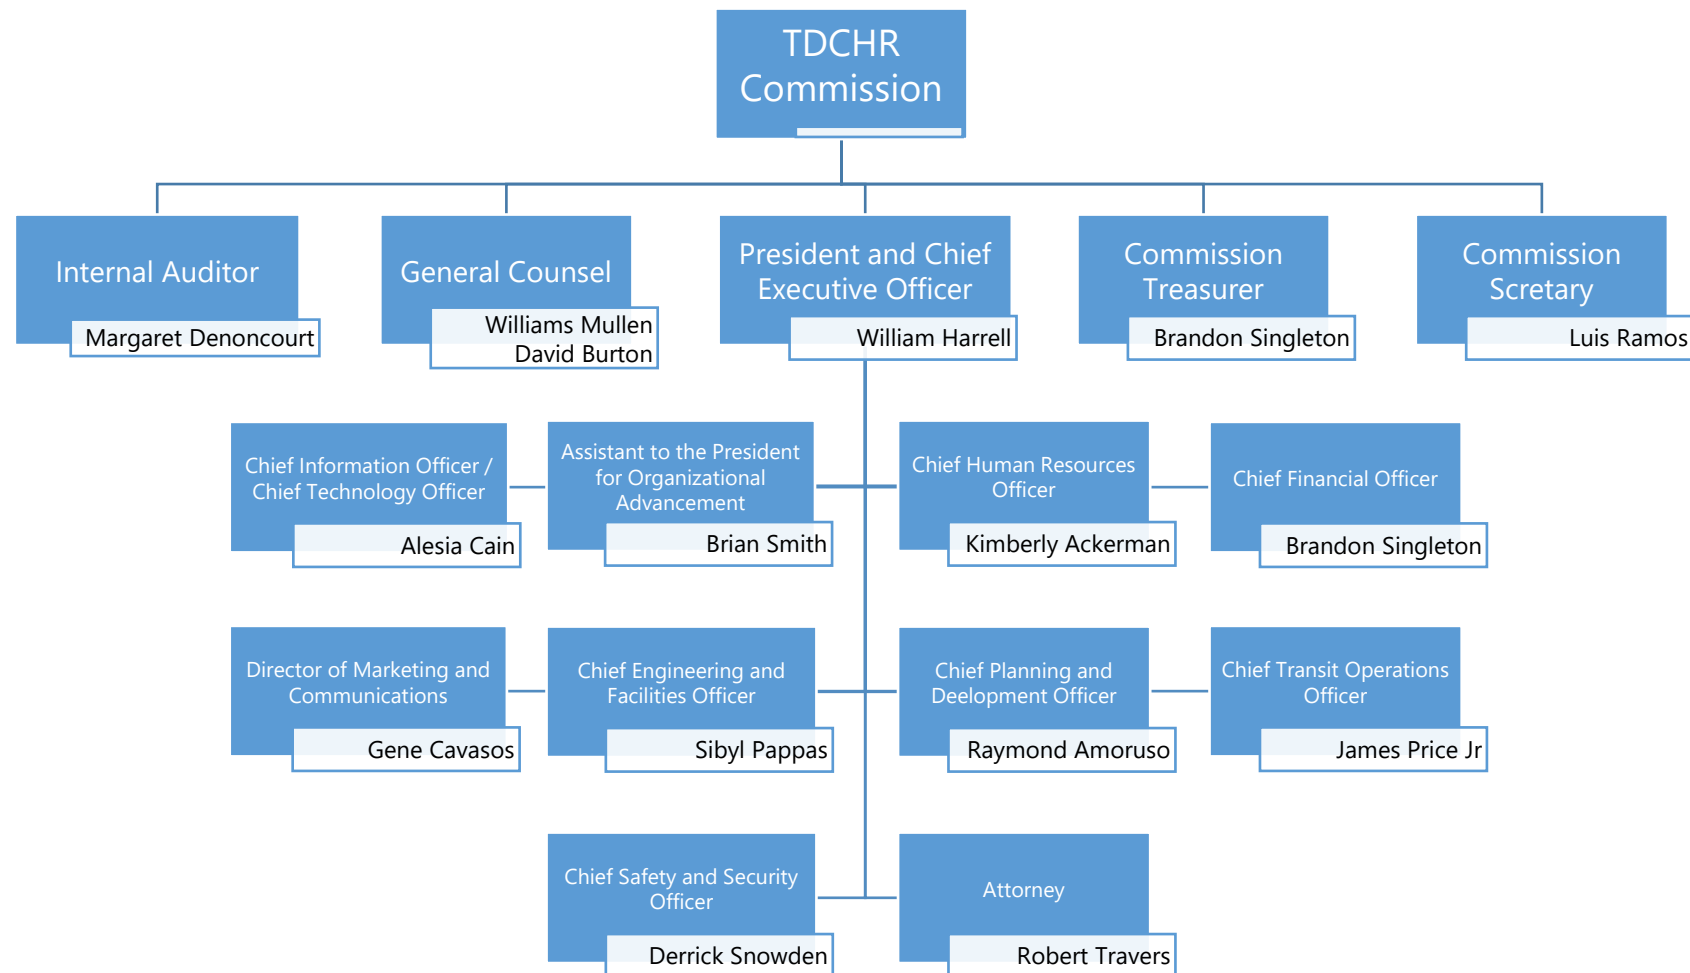 TDCHR
Commission
Internal Auditor
Margaret Denoncourt
General Counsel
Williams Mullen
David Burton
President and Chief
Executive Officer
William Harrell
Commission
Treasurer
Brandon Singleton
Commission
Scretary
Luis Ramos
Chief Information Officer /
Chief Technology Officer
Alesia Cain
Assistant to the President
for Organizational
Advancement
Brian Smith
Chief Human Resources
Officer
Kimberly Ackerman
Chief Financial Officer
Brandon Singleton
Director of Marketing and
Communications
Gene Cavasos
Chief Engineering and
Facilities Officer
Sibyl Pappas
Chief Planning and
Deelopment Officer
Raymond Amoruso
Chief Transit Operations
Officer
James Price Jr
Chief Safety and Security
Officer
Derrick Snowden
Attorney
Robert Travers